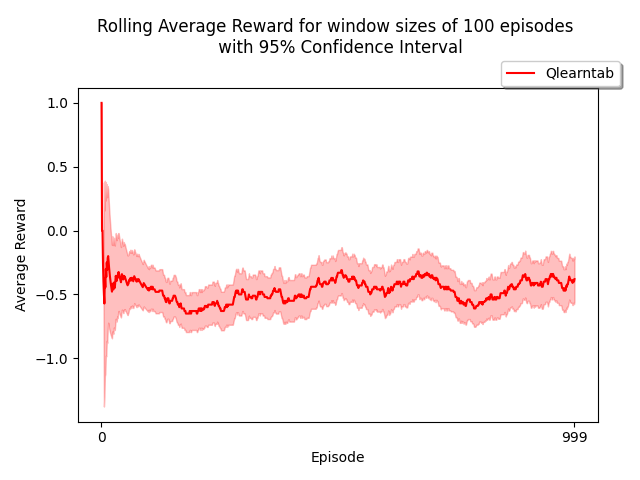 Rolling Average Reward for window sizes of 100 episodes
with 95% Confidence Interval
Qlearntab
1.0
0.5
0.0
−0.5
−1.0
Average Reward
0
999
Episode